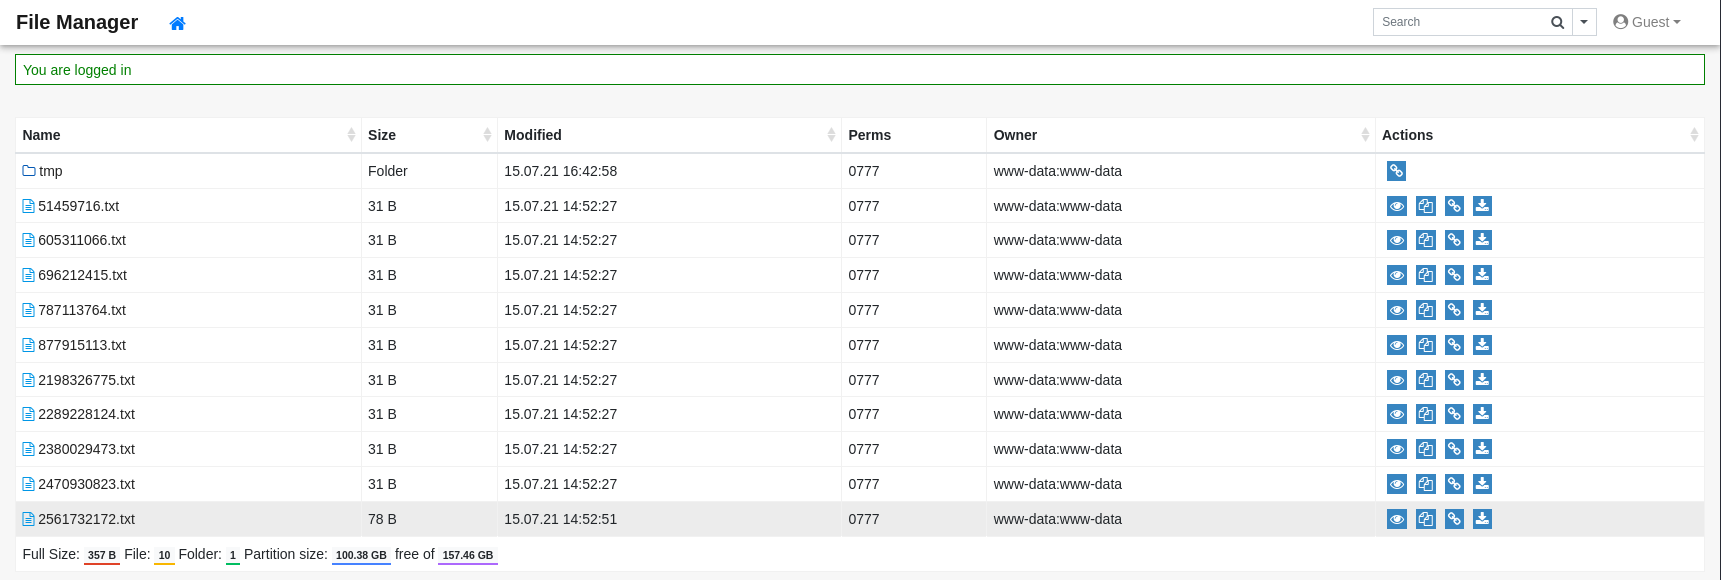 File Manager Search Guest
You are logged in
Name Size Modified Perms Owner Actions
tmp Folder 15.07.21 16:42:58 0777 www-data:www-data
51459716.txt 31 B 15.07.21 14:52:27 0777 www-data:www-data
605311066.txt 31 B 15.07.21 14:52:27 0777 www-data:www-data
696212415.txt 31 B 15.07.21 14:52:27 0777 www-data:www-data
787113764.txt 31 B 15.07.21 14:52:27 0777 www-data:www-data
877915113.txt 31 B 15.07.21 14:52:27 0777 www-data:www-data
2198326775.txt 31 B 15.07.21 14:52:27 0777 www-data:www-data
2289228124.txt 31 B 15.07.21 14:52:27 0777 www-data:www-data
2380029473.txt 31 B 15.07.21 14:52:27 0777 www-data:www-data
2470930823.txt 31 B 15.07.21 14:52:27 0777 www-data:www-data
2561732172.txt 78 B 15.07.21 14:52:51 0777 www-data:www-data
Full Size: 357 B File: 10 Folder: 1 Partition size: 100.38 GB free of 157.46 GB